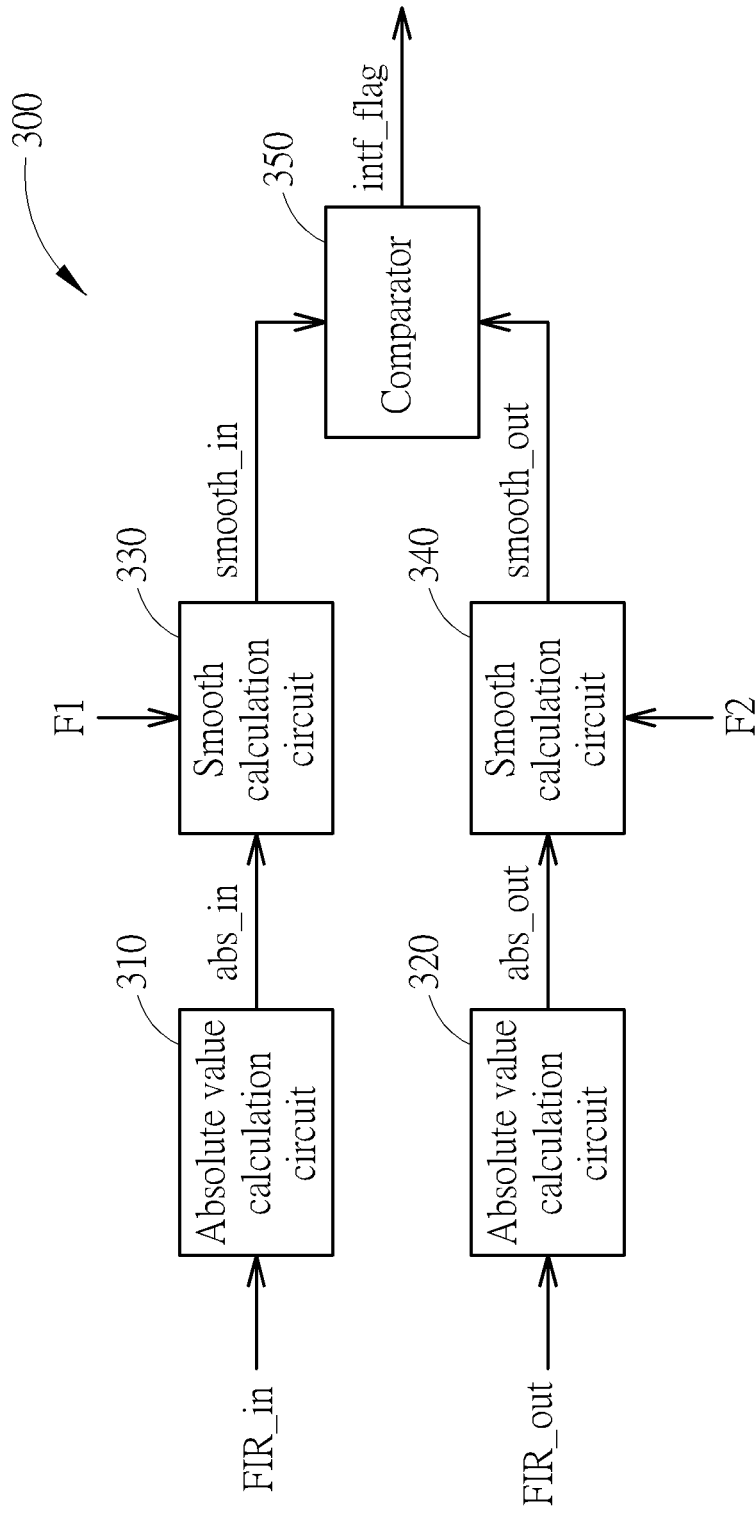 300
FIR_in
310
Absolute value
calculation
circuit
abs_in
F1
330
Smooth
calculation
circuit
smooth_in
350
Comparator
intf_flag
FIR_out
320
Absolute value
calculation
circuit
abs_out
340
Smooth
calculation
circuit
F2
smooth_out